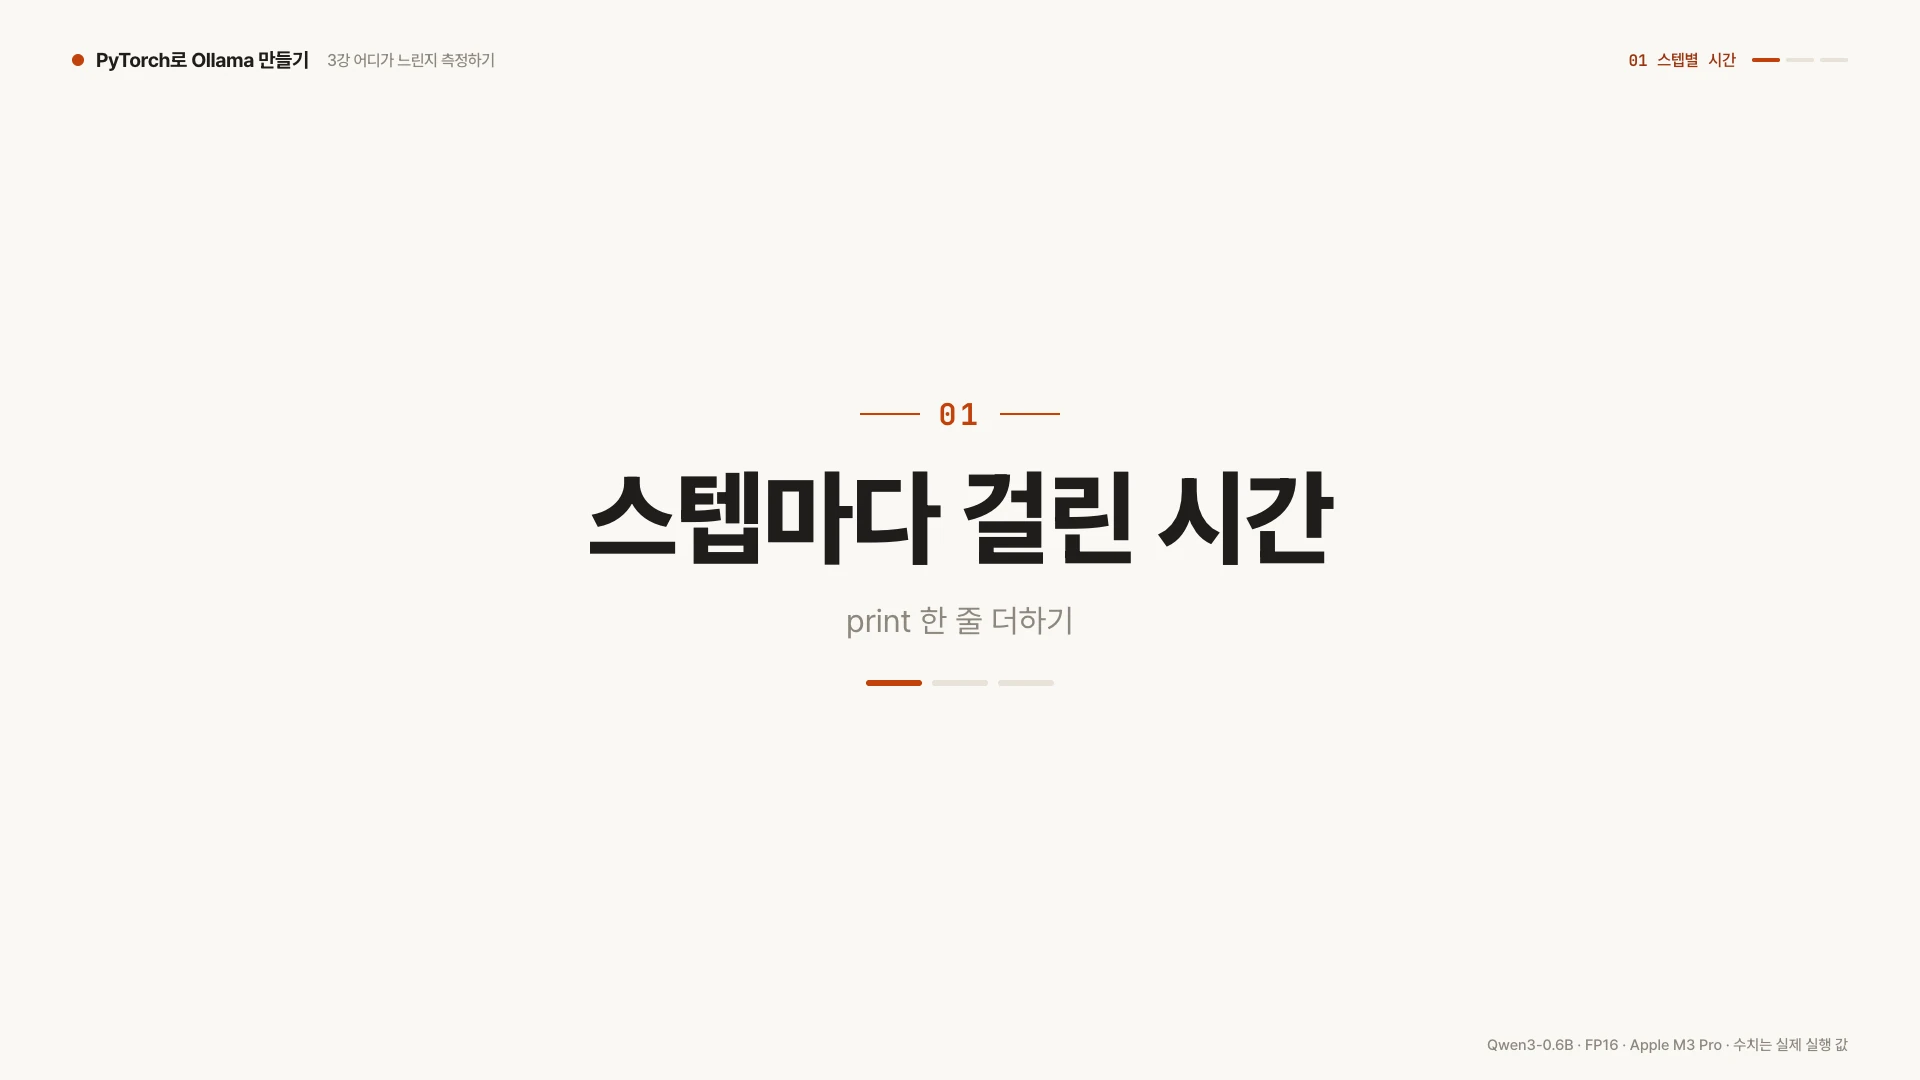 PyTorch로 Ollama 만들기 3강 어디가 느린지 측정하기
01 스텝별 시간
01
스텝마다 걸린 시간
print 한 줄 더하기
Qwen3-0.6B · FP16 · Apple M3 Pro · 수치는 실제 실행 값